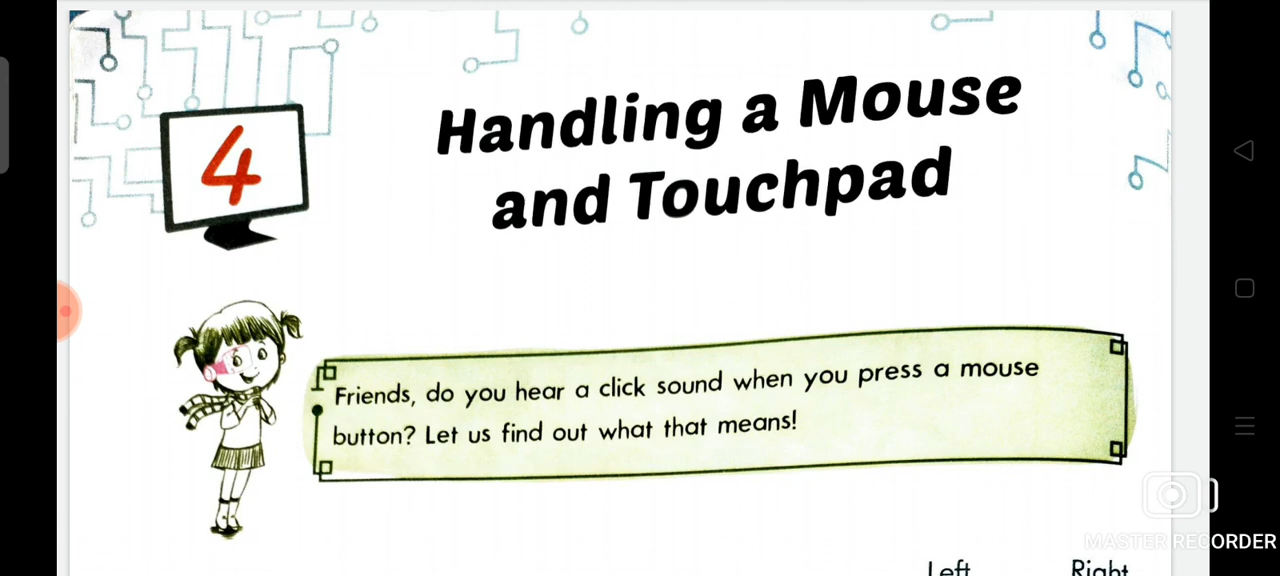 4
Handling a Mouse
and Touchpad
Friends, do you hear a click sound when you press a mouse
button? Let us find out what that means!
Left Right
MASTER RECORDER